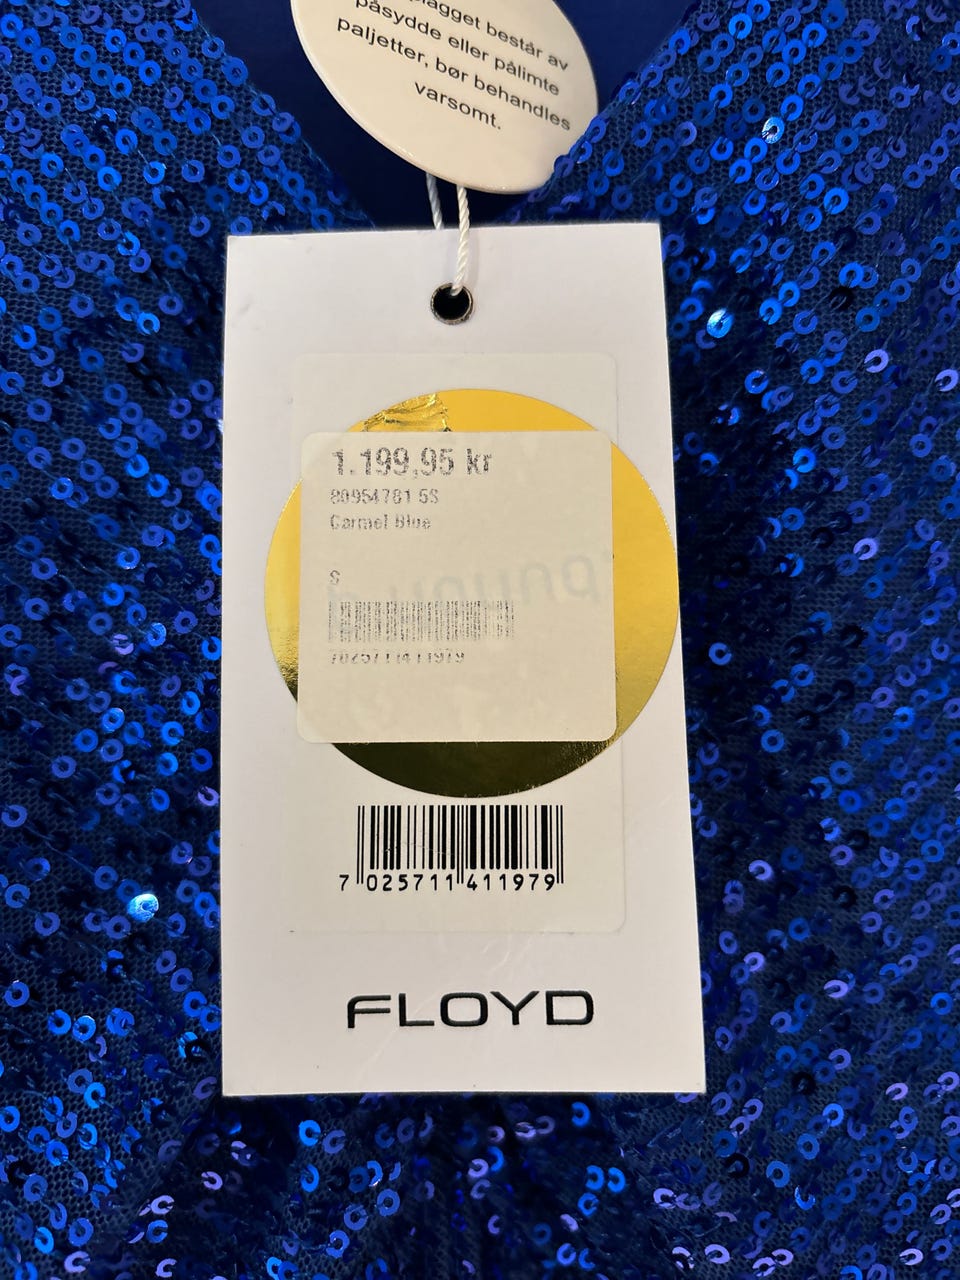 plagget består av
påsydde eller pålimte
paljetter, bør behandles
varsomt.
1.199,95 kr
80954781 5S
Carmel Blue
S
7025711411979
7 025711 411979
FLOYD